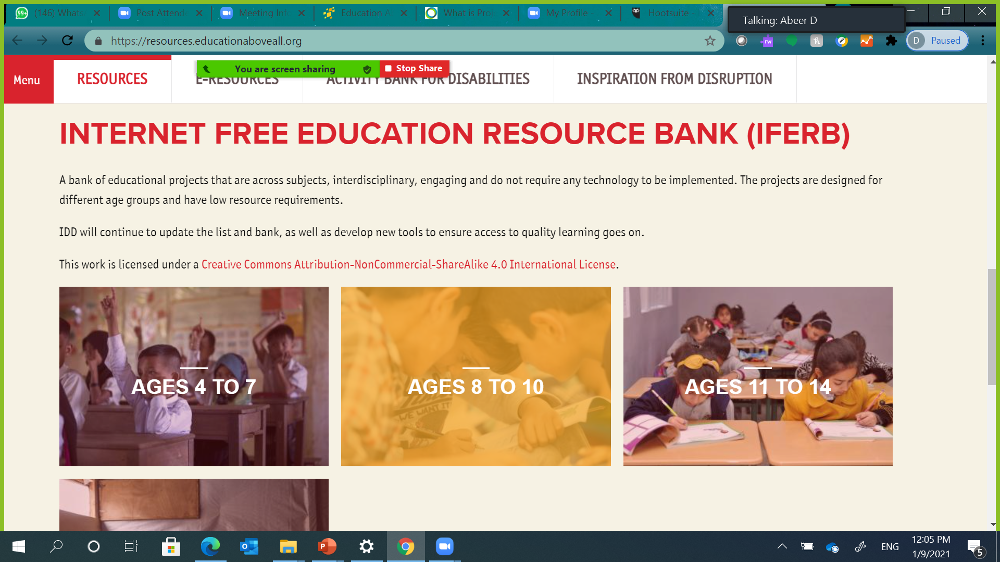 (146) Whats
Post Attend
Meeting Inf
Education A
What is Proj
My Profile
Hootsuite -
Talking: Abeer D
https://resources.educationaboveall.org
rw
D
Paused
You are screen sharing
Stop Share
Menu
RESOURCES
E-RESOURCES
ACTIVITY BANK FOR DISABILITIES
INSPIRATION FROM DISRUPTION
INTERNET FREE EDUCATION RESOURCE BANK (IFERB)
A bank of educational projects that are across subjects, interdisciplinary, engaging and do not require any technology to be implemented. The projects are designed for
different age groups and have low resource requirements.
IDD will continue to update the list and bank, as well as develop new tools to ensure access to quality learning goes on.
This work is licensed under a Creative Commons Attribution-NonCommercial-ShareAlike 4.0 International License.
AGES 4 TO 7
AGES 8 TO 10
AGES 11 TO 14
WE WANT IT
ENG
12:05 PM
1/9/2021
5